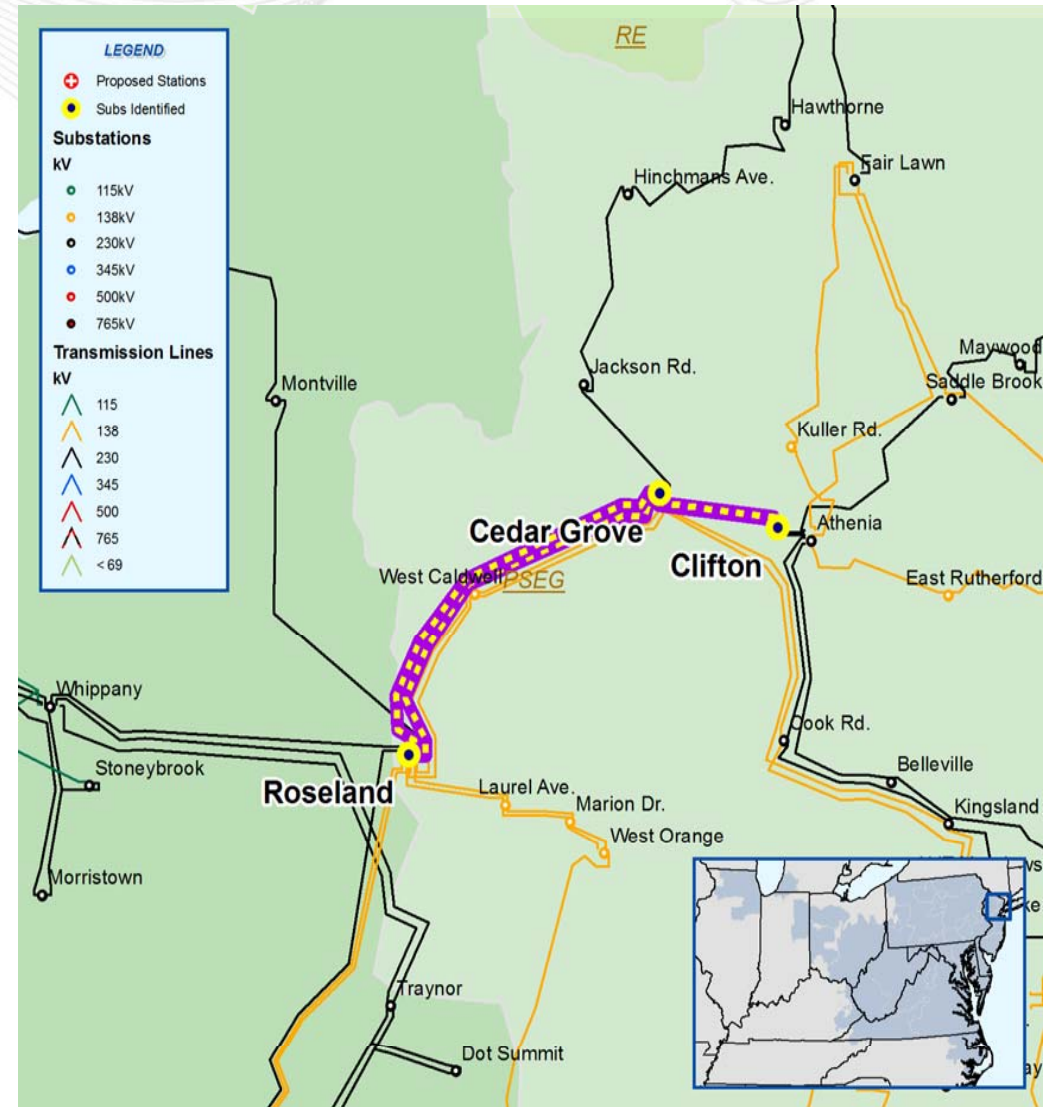 LEGEND
Proposed Stations
Subs Identified
Substations
kV
115kV
138kV
230kV
345kV
500kV
765kV
Transmission Lines
kV
115
138
230
345
500
765
< 69
RE
Hawthorne
Fair Lawn
Hinchmans Ave.
Maywood
Jackson Rd.
Saddle Brook
Montville
Kuller Rd.
Cedar Grove
Athenia
Clifton
West Caldwell
PSEG
East Rutherford
Whippany
Cook Rd.
Stoneybrook
Belleville
Roseland
Laurel Ave.
Marion Dr.
Kingsland
West Orange
Morristown
Traynor
Dot Summit